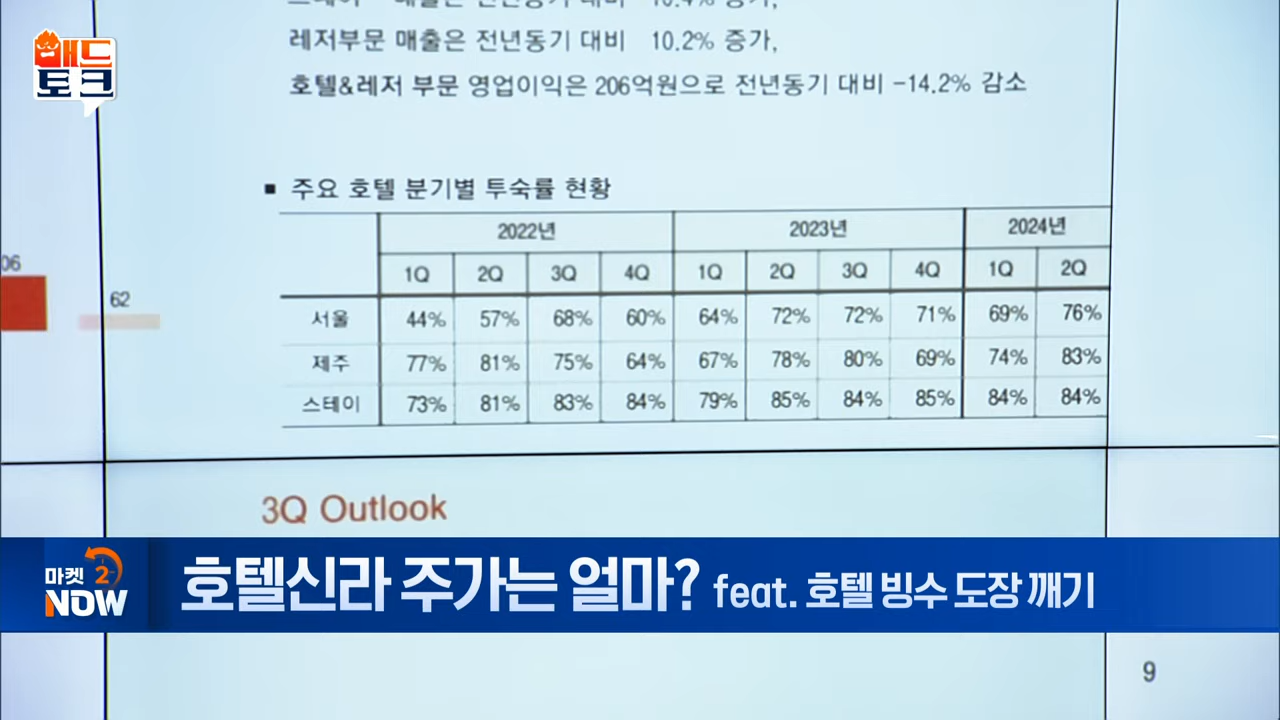 매드
토크
레저부문 매출은 전년동기 대비 10.2% 증가,
호텔&레저 부문 영업이익은 206억원으로 전년동기 대비 -14.2% 감소
■ 주요 호텔 분기별 투숙률 현황
2022년 2023년 2024년
1Q 2Q 3Q 4Q 1Q 2Q 3Q 4Q 1Q 2Q
서울 44% 57% 68% 60% 64% 72% 72% 71% 69% 76%
제주 77% 81% 75% 64% 67% 78% 80% 69% 74% 83%
스테이 73% 81% 83% 84% 79% 85% 84% 85% 84% 84%
06
62
3Q Outlook
마켓 2
NOW
호텔신라 주가는 얼마? feat. 호텔 빙수 도장 깨기
9